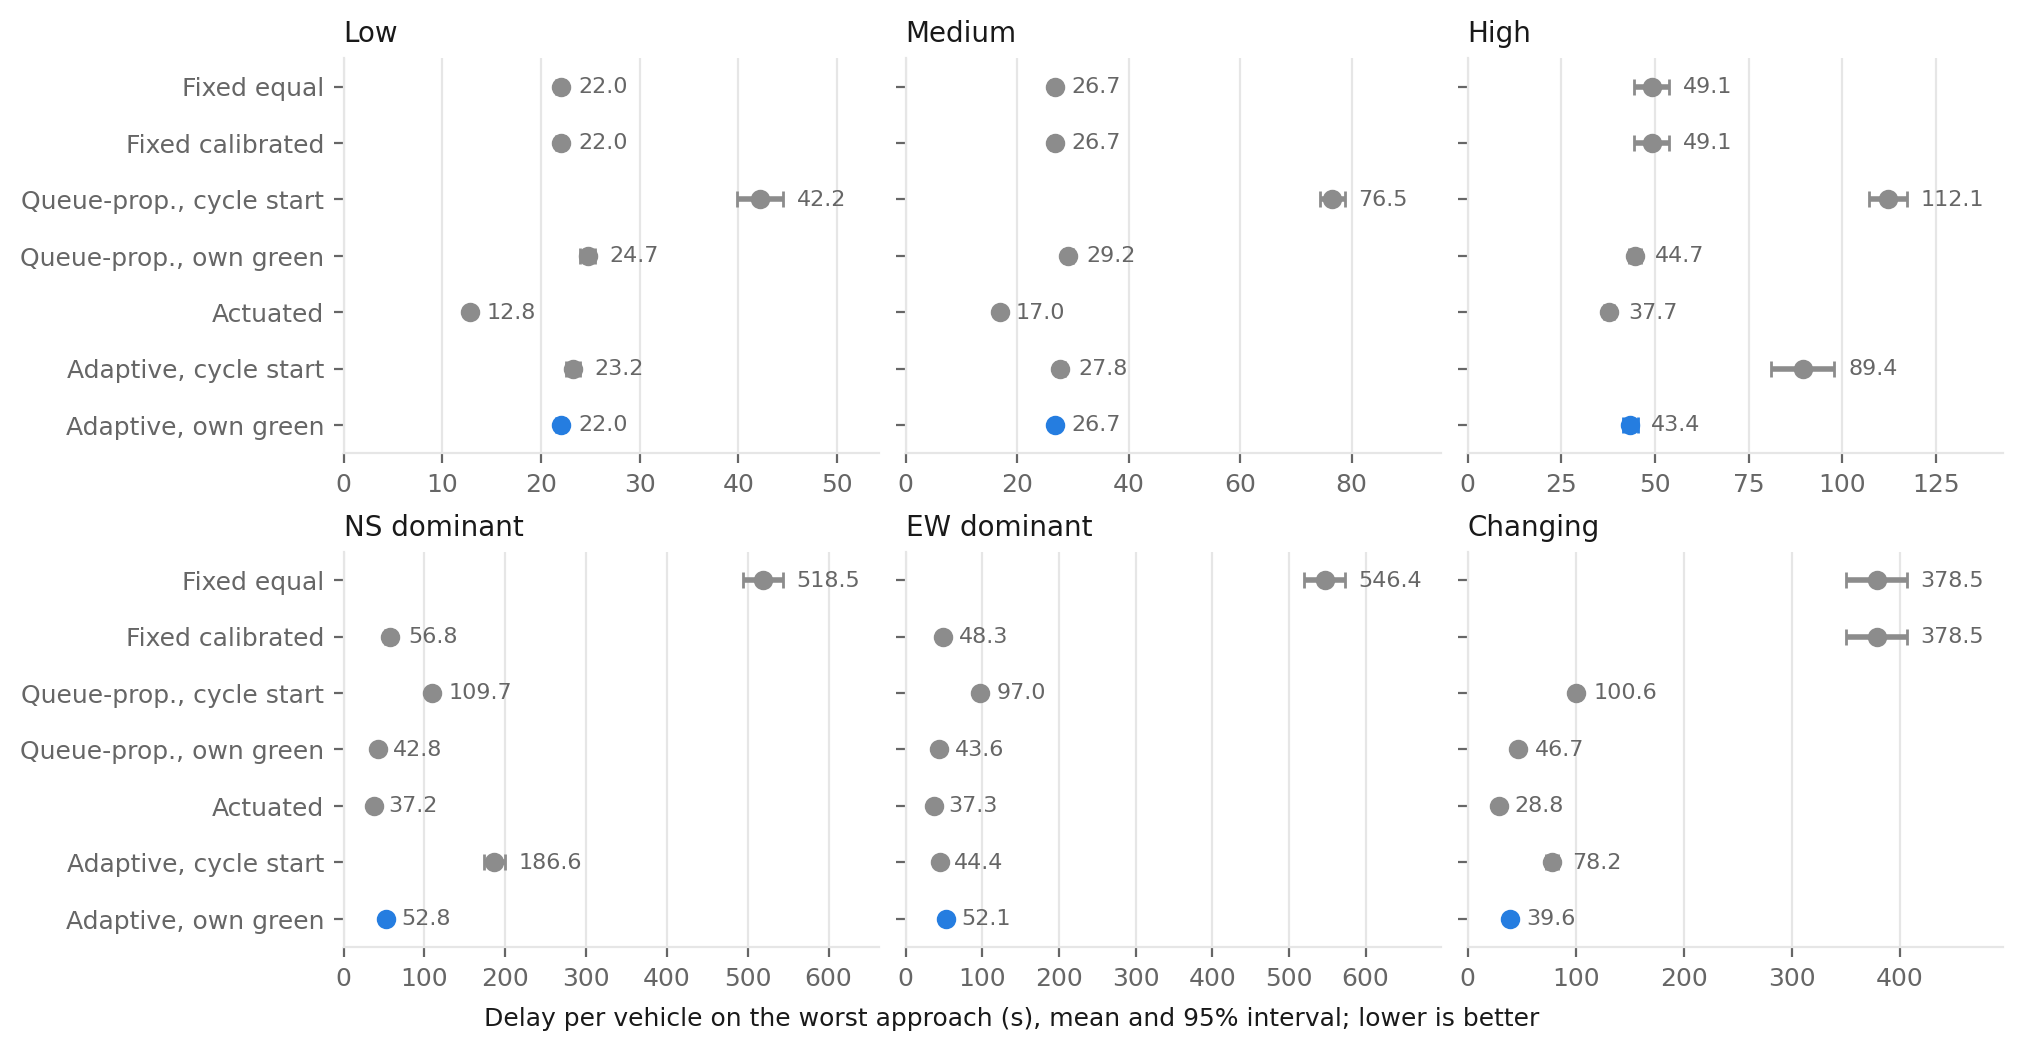 Low
Medium
High
Fixed equal 22.0 26.7 49.1
Fixed calibrated 22.0 26.7 49.1
Queue-prop., cycle start 42.2 76.5 112.1
Queue-prop., own green 24.7 29.2 44.7
Actuated 12.8 17.0 37.7
Adaptive, cycle start 23.2 27.8 89.4
Adaptive, own green 22.0 26.7 43.4
0 10 20 30 40 50 0 20 40 60 80 0 25 50 75 100 125
NS dominant
EW dominant
Changing
Fixed equal 518.5 546.4 378.5
Fixed calibrated 56.8 48.3 378.5
Queue-prop., cycle start 109.7 97.0 100.6
Queue-prop., own green 42.8 43.6 46.7
Actuated 37.2 37.3 28.8
Adaptive, cycle start 186.6 44.4 78.2
Adaptive, own green 52.8 52.1 39.6
0 100 200 300 400 500 600 0 100 200 300 400 500 600 0 100 200 300 400
Delay per vehicle on the worst approach (s), mean and 95% interval; lower is better